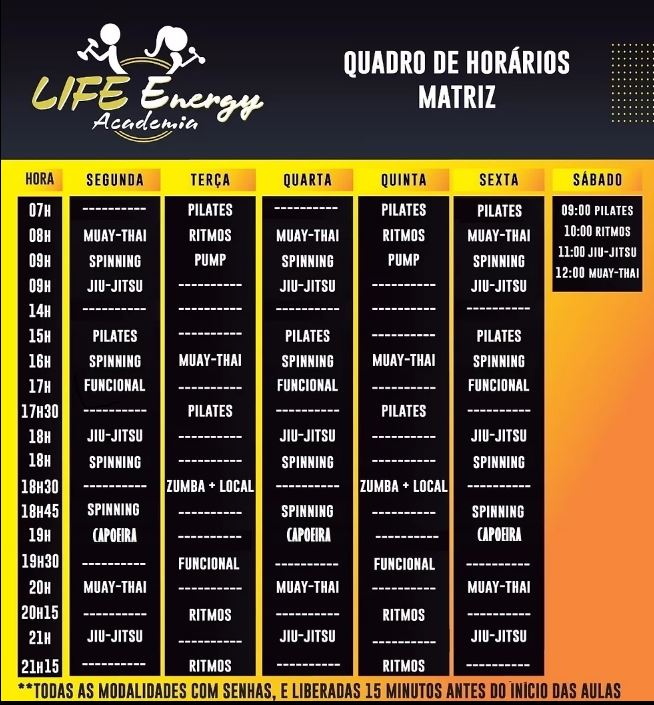 LIFE Energy
Academia
QUADRO DE HORÁRIOS
MATRIZ
HORA SEGUNDA TERÇA QUARTA QUINTA SEXTA SÁBADO
07H ---------- PILATES ---------- PILATES PILATES 09:00 PILATES
08H MUAY-THAI RITMOS MUAY-THAI RITMOS MUAY-THAI 10:00 RITMOS
09H SPINNING PUMP SPINNING PUMP SPINNING 11:00 JIU-JITSU
09H JIU-JITSU ---------- JIU-JITSU ---------- JIU-JITSU 12:00 MUAY-THAI
14H ---------- ---------- ---------- ---------- ----------
15H PILATES ---------- PILATES ---------- PILATES
16H SPINNING MUAY-THAI SPINNING MUAY-THAI SPINNING
17H FUNCIONAL ---------- FUNCIONAL ---------- FUNCIONAL
17H30 ---------- PILATES ---------- PILATES ----------
18H JIU-JITSU ---------- JIU-JITSU ---------- JIU-JITSU
18H SPINNING ---------- SPINNING ---------- SPINNING
18H30 ---------- ZUMBA + LOCAL ---------- ZUMBA + LOCAL ----------
18H45 SPINNING ---------- SPINNING ---------- SPINNING
19H CAPOEIRA ---------- CAPOEIRA ---------- CAPOEIRA
19H30 ---------- FUNCIONAL ---------- FUNCIONAL ----------
20H MUAY-THAI ---------- MUAY-THAI ---------- MUAY-THAI
20H15 ---------- RITMOS ---------- RITMOS ----------
21H JIU-JITSU ---------- JIU-JITSU ---------- JIU-JITSU
21H15 ---------- RITMOS ---------- RITMOS ----------
**TODAS AS MODALIDADES COM SENHAS, E LIBERADAS 15 MINUTOS ANTES DO INÍCIO DAS AULAS